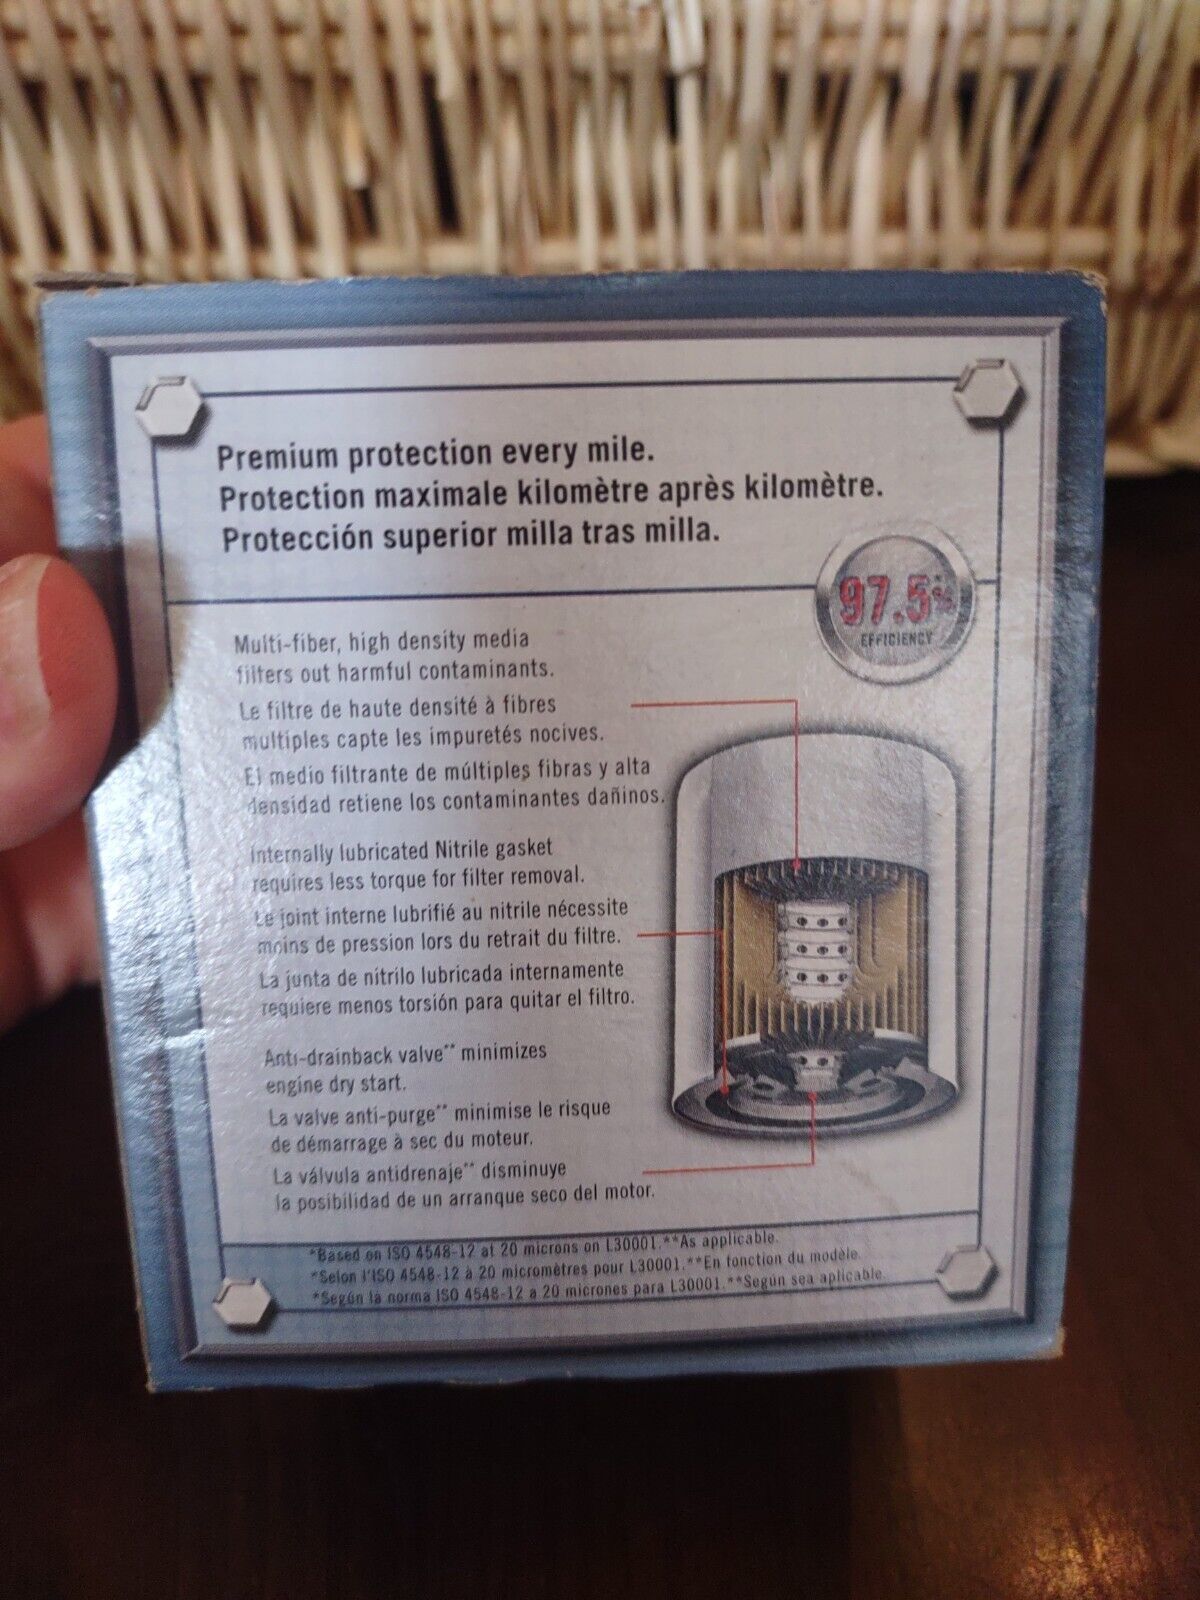 Premium protection every mile.
Protection maximale kilomètre après kilomètre.
Protección superior milla tras milla.
97.5%
EFFICIENCY
Multi-fiber, high density media
filters out harmful contaminants.
Le filtre de haute densité à fibres
multiples capte les impuretés nocives.
El medio filtrante de múltiples fibras y alta
densidad retiene los contaminantes dañinos.
Internally lubricated Nitrile gasket
requires less torque for filter removal.
Le joint interne lubrifié au nitrile nécessite
moins de pression lors du retrait du filtre.
La junta de nitrilo lubricada internamente
requiere menos torsión para quitar el filtro.
Anti-drainback valve** minimizes
engine dry start.
La valve anti-purge** minimise le risque
de démarrage à sec du moteur.
La válvula antidrenaje** disminuye
la posibilidad de un arranque seco del motor.
*Based on ISO 4548-12 at 20 microns on L30001.**As applicable.
*Selon l'ISO 4548-12 à 20 micromètres pour L30001.**En fonction du modèle.
*Según la norma ISO 4548-12 a 20 micrones para L30001.**Según sea aplicable.